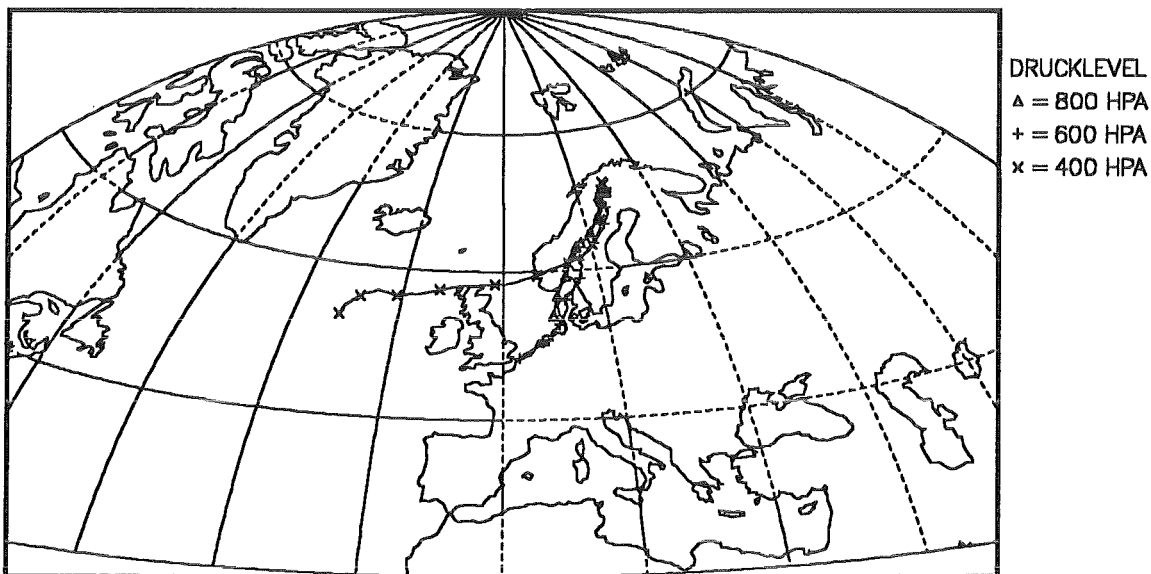 DRUCKLEVEL
▵ = 800 HPA
+ = 600 HPA
× = 400 HPA